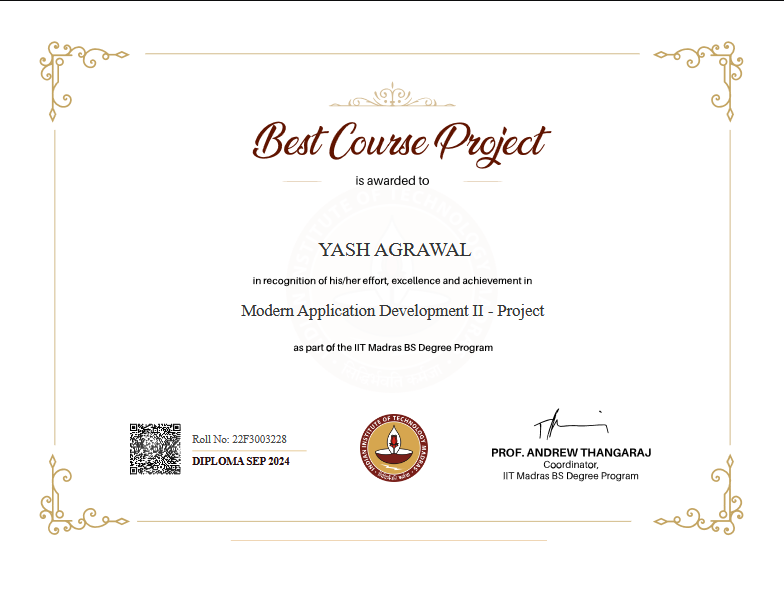 Best Course Project
is awarded to
YASH AGRAWAL
in recognition of his/her effort, excellence and achievement in
Modern Application Development II - Project
as part of the IIT Madras BS Degree Program
Roll No: 22F3003228
DIPLOMA SEP 2024
INDIAN INSTITUTE OF TECHNOLOGY MADRAS
PROF. ANDREW THANGARAJ
Coordinator,
IIT Madras BS Degree Program